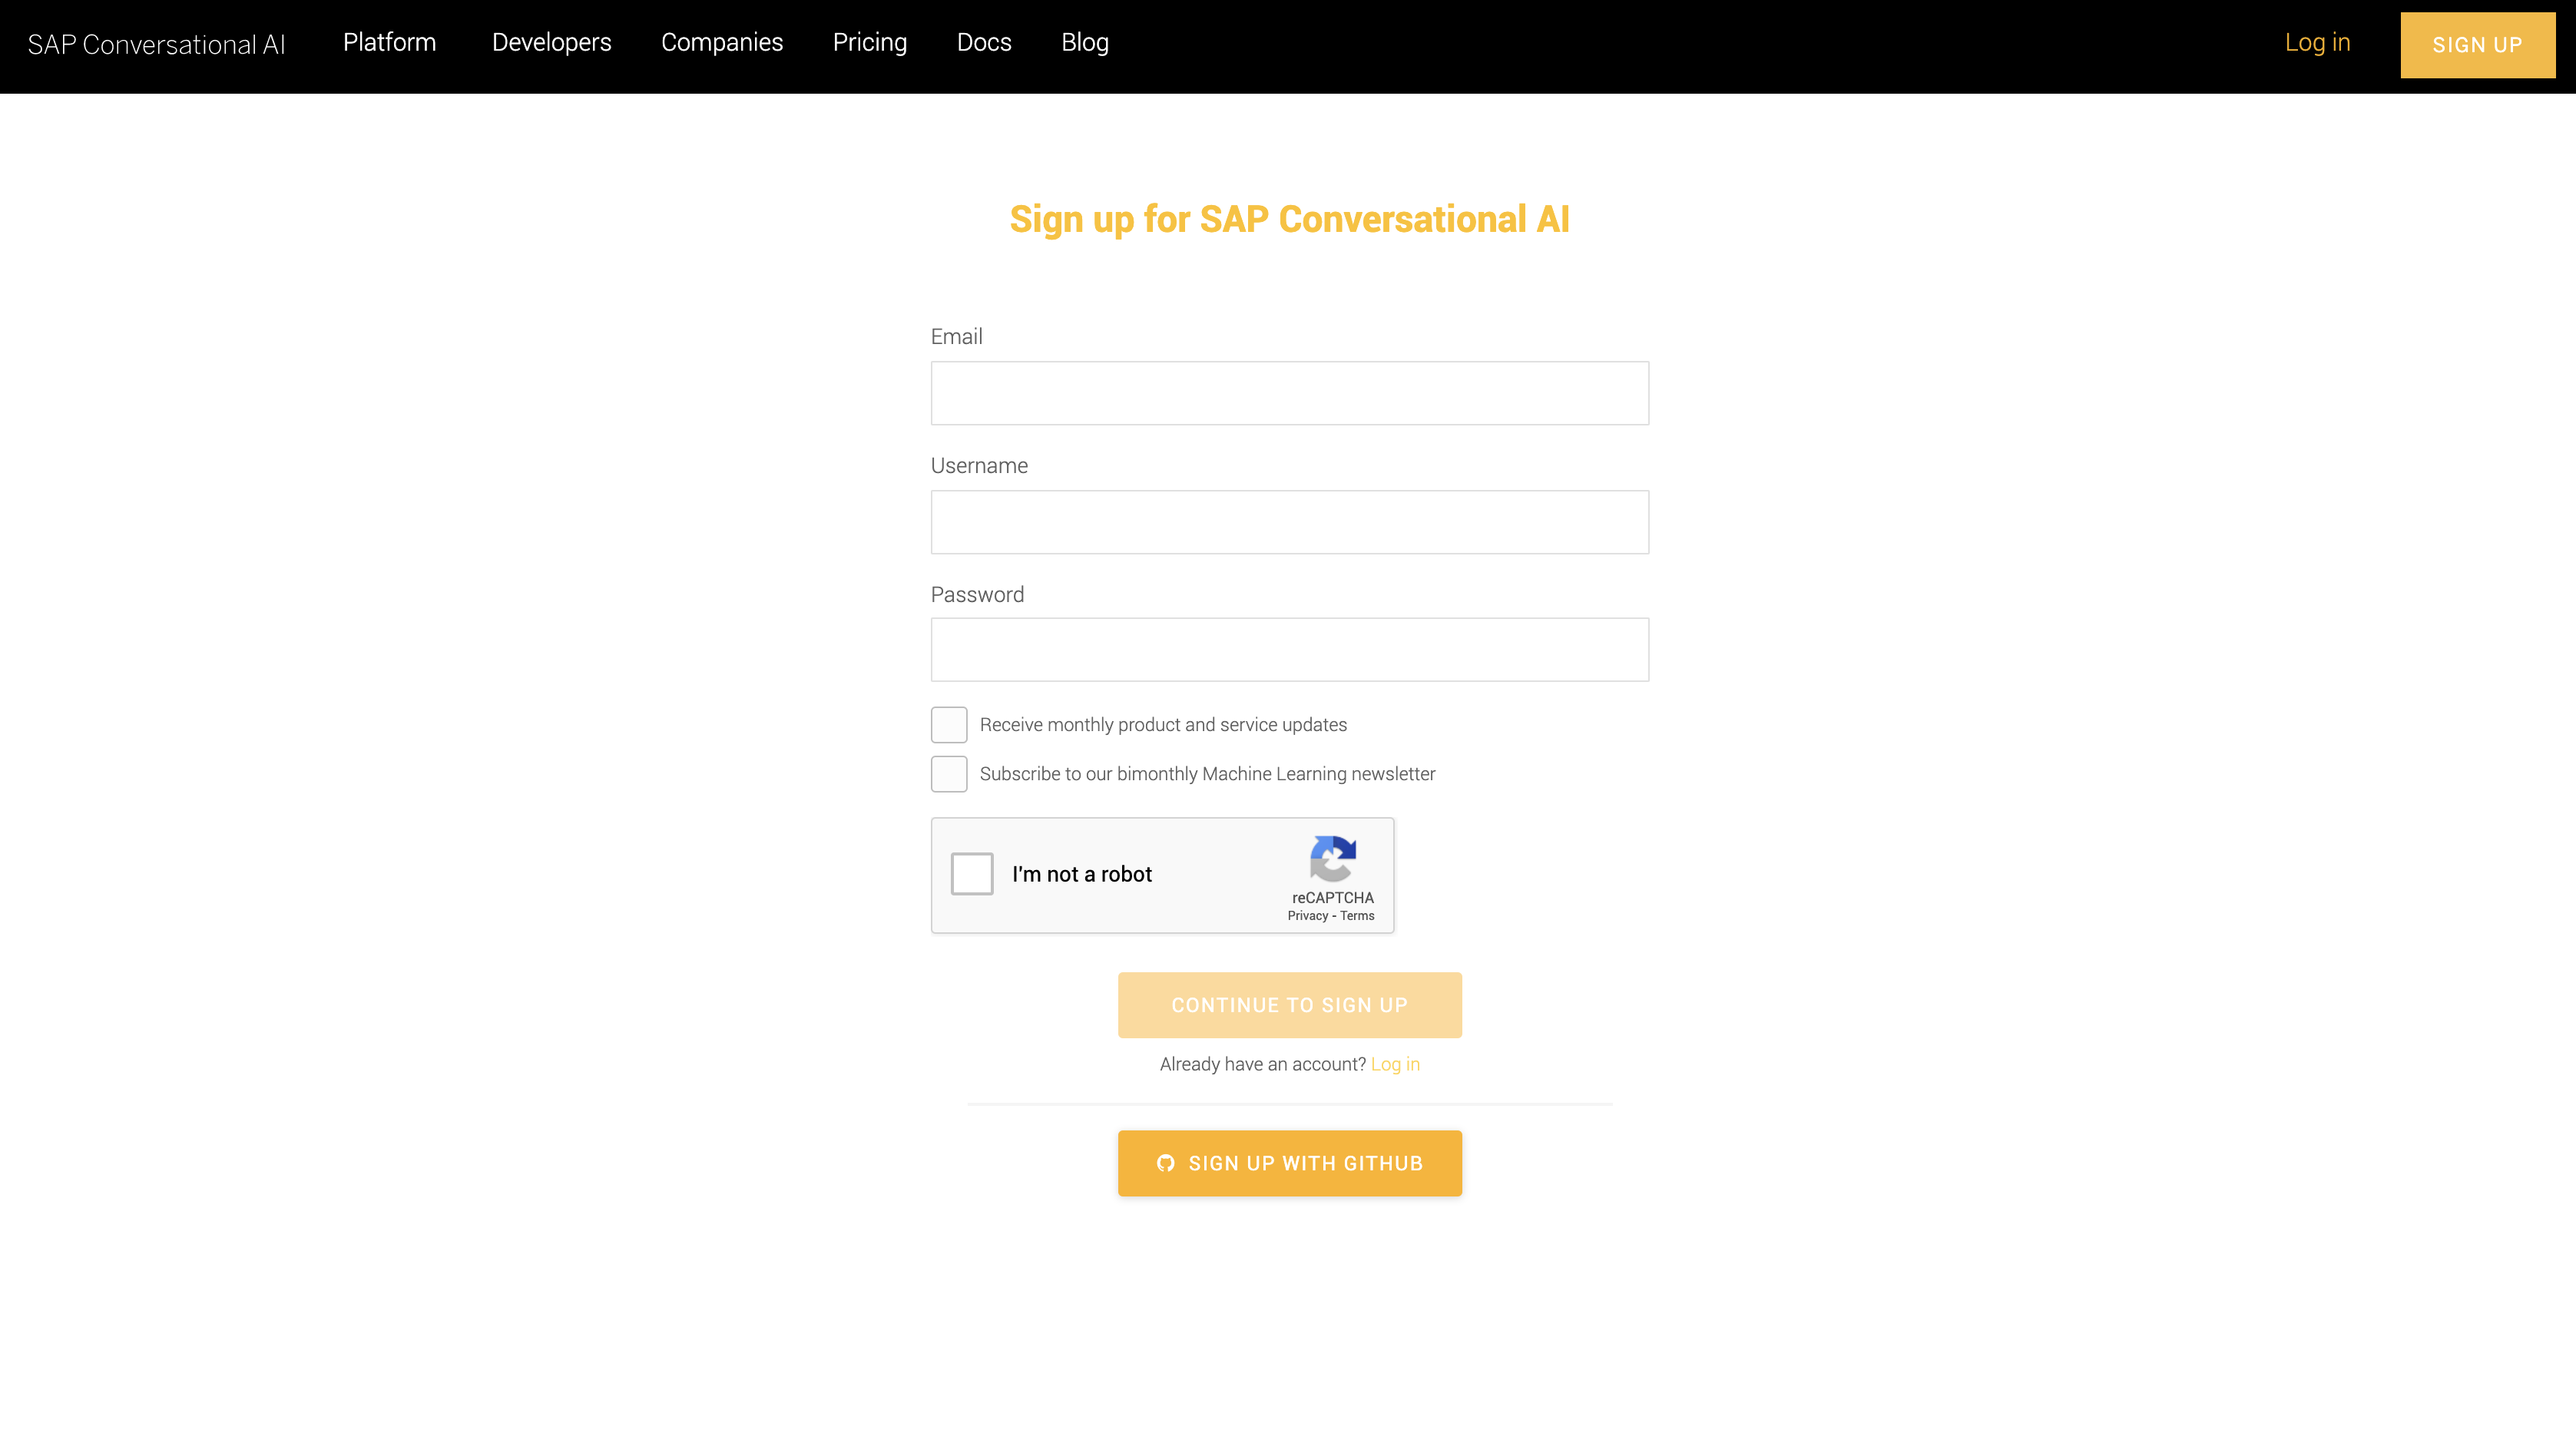 SAP Conversational AI Platform Developers Companies Pricing Docs Blog Log in SIGN UP
Sign up for SAP Conversational AI
Email
Username
Password
Receive monthly product and service updates
Subscribe to our bimonthly Machine Learning newsletter
I'm not a robot
reCAPTCHA
Privacy - Terms
CONTINUE TO SIGN UP
Already have an account? Log in
SIGN UP WITH GITHUB